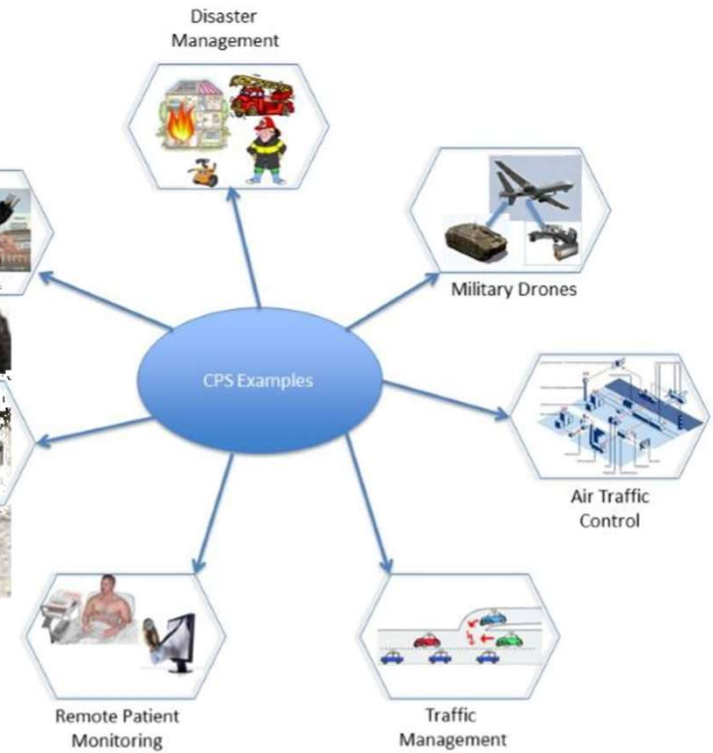 Disaster
Management
Military Drones
CPS Examples
Air Traffic
Control
Remote Patient
Monitoring
Traffic
Management